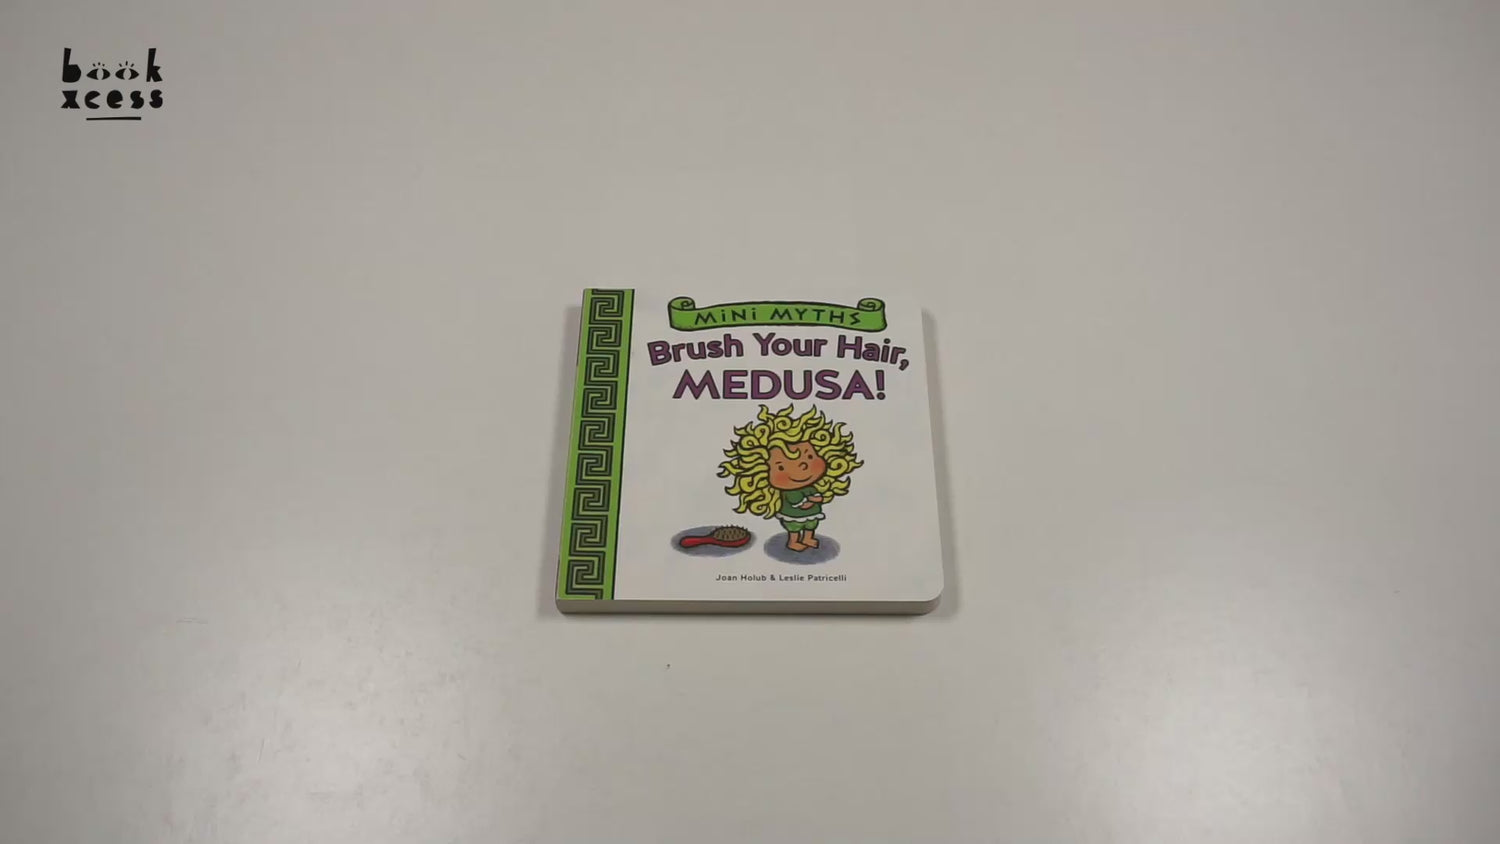 book
xcess
MiNi MYTHS
Brush Your Hair,
MEDUSA!
Joan Holub & Leslie Patricelli